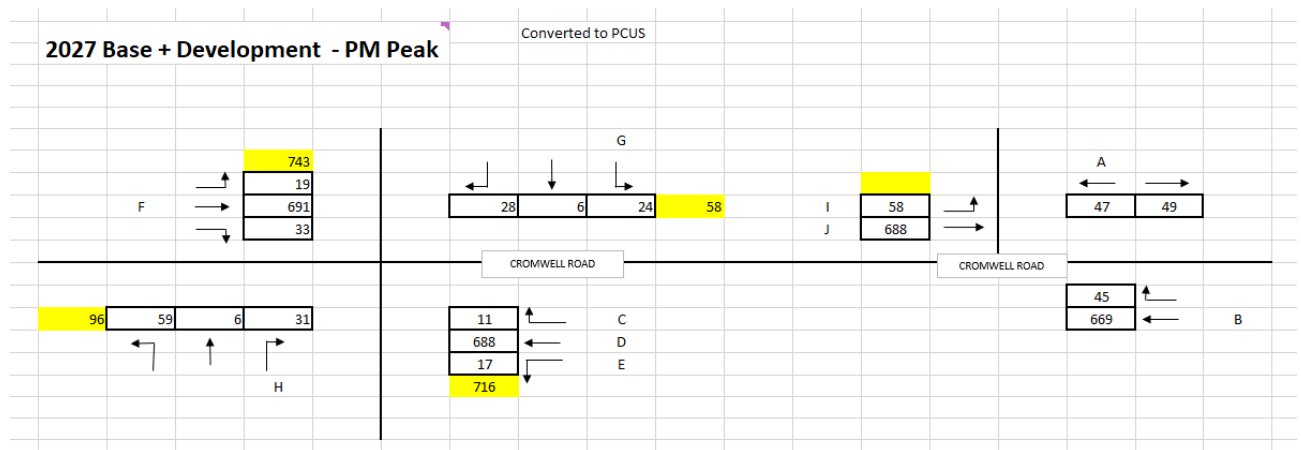 Converted to PCUS
2027 Base + Development - PM Peak
G
743
A
19
F 691 28 6 24 58 I 58 47 49
33 J 688
CROMWELL ROAD
CROMWELL ROAD
45
96 59 6 31 11 C 669 B
688 D
17 E
H 716